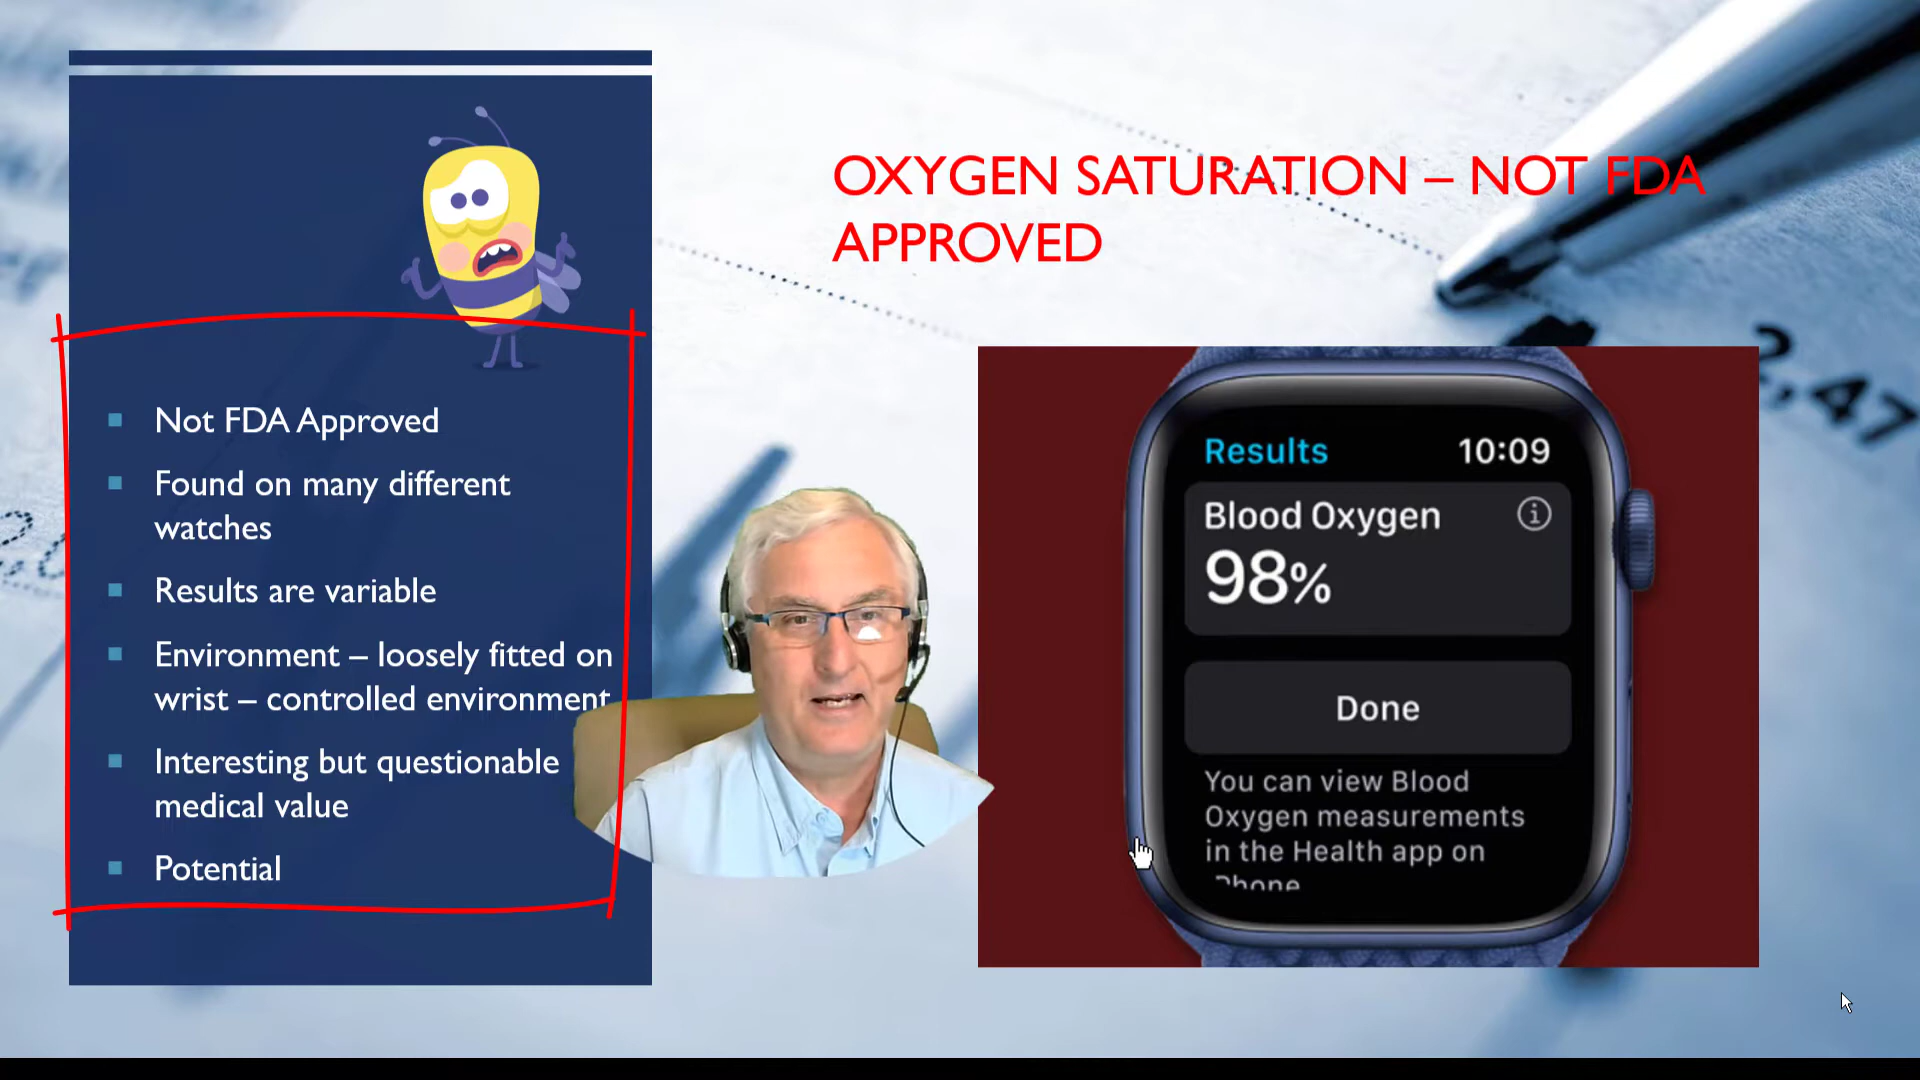 OXYGEN SATURATION – NOT FDA
APPROVED
Not FDA Approved
Found on many different
watches
Results are variable
Environment – loosely fitted on
wrist – controlled environment
Interesting but questionable
medical value
Potential
Results 10:09
Blood Oxygen
98%
Done
You can view Blood
Oxygen measurements
in the Health app on
2,47